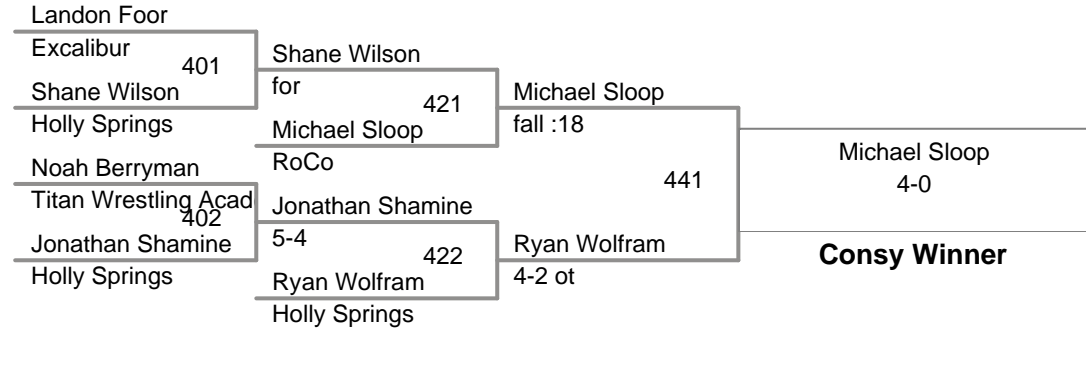 Landon Foor
Excalibur
401
Shane Wilson
Holly Springs
Noah Berryman
Titan Wrestling Acad
402
Jonathan Shamine
Holly Springs
Shane Wilson
for
421
Michael Sloop
RoCo
Jonathan Shamine
5-4
422
Ryan Wolfram
Holly Springs
Michael Sloop
fall :18
441
Ryan Wolfram
4-2 ot
Michael Sloop
4-0
Consy Winner